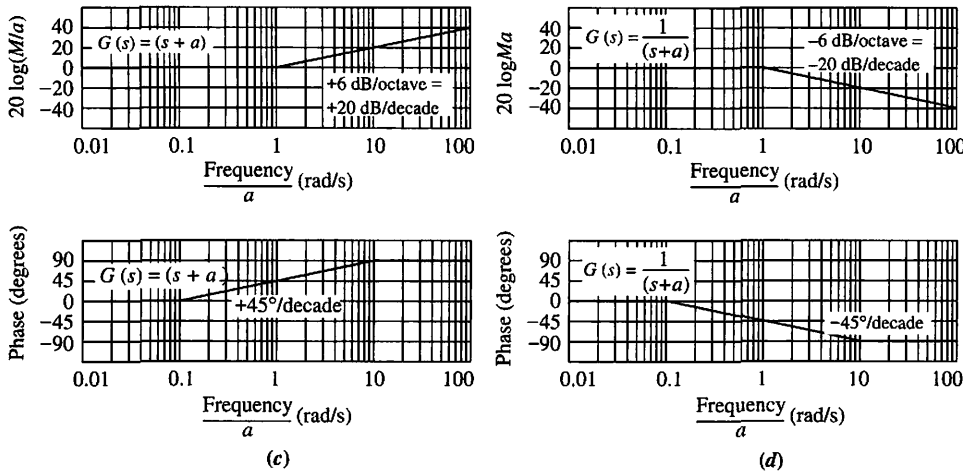 20 log(M/a)
40
20
0
−20
−40
G (s) = (s + a)
+6 dB/octave =
+20 dB/decade
0.01 0.1 1 10 100
Frequency
a
(rad/s)
20 logMa
40
20
0
−20
−40
G (s) = 1
(s+a)
−6 dB/octave =
−20 dB/decade
0.01 0.1 1 10 100
Frequency
a
(rad/s)
Phase (degrees)
90
45
0
−45
−90
G (s) = (s + a)
+45°/decade
0.01 0.1 1 10 100
Frequency
a
(rad/s)
(c)
Phase (degrees)
90
45
0
−45
−90
G (s) = 1
(s+a)
−45°/decade
0.01 0.1 1 10 100
Frequency
a
(rad/s)
(d)